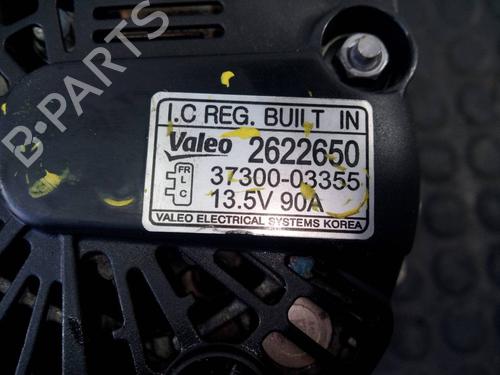 B-PARTS
I.C REG. BUILT IN
Valeo 2622650
FR
L
C
37300-03355
13.5V 90A
VALEO ELECTRICAL SYSTEMS KOREA